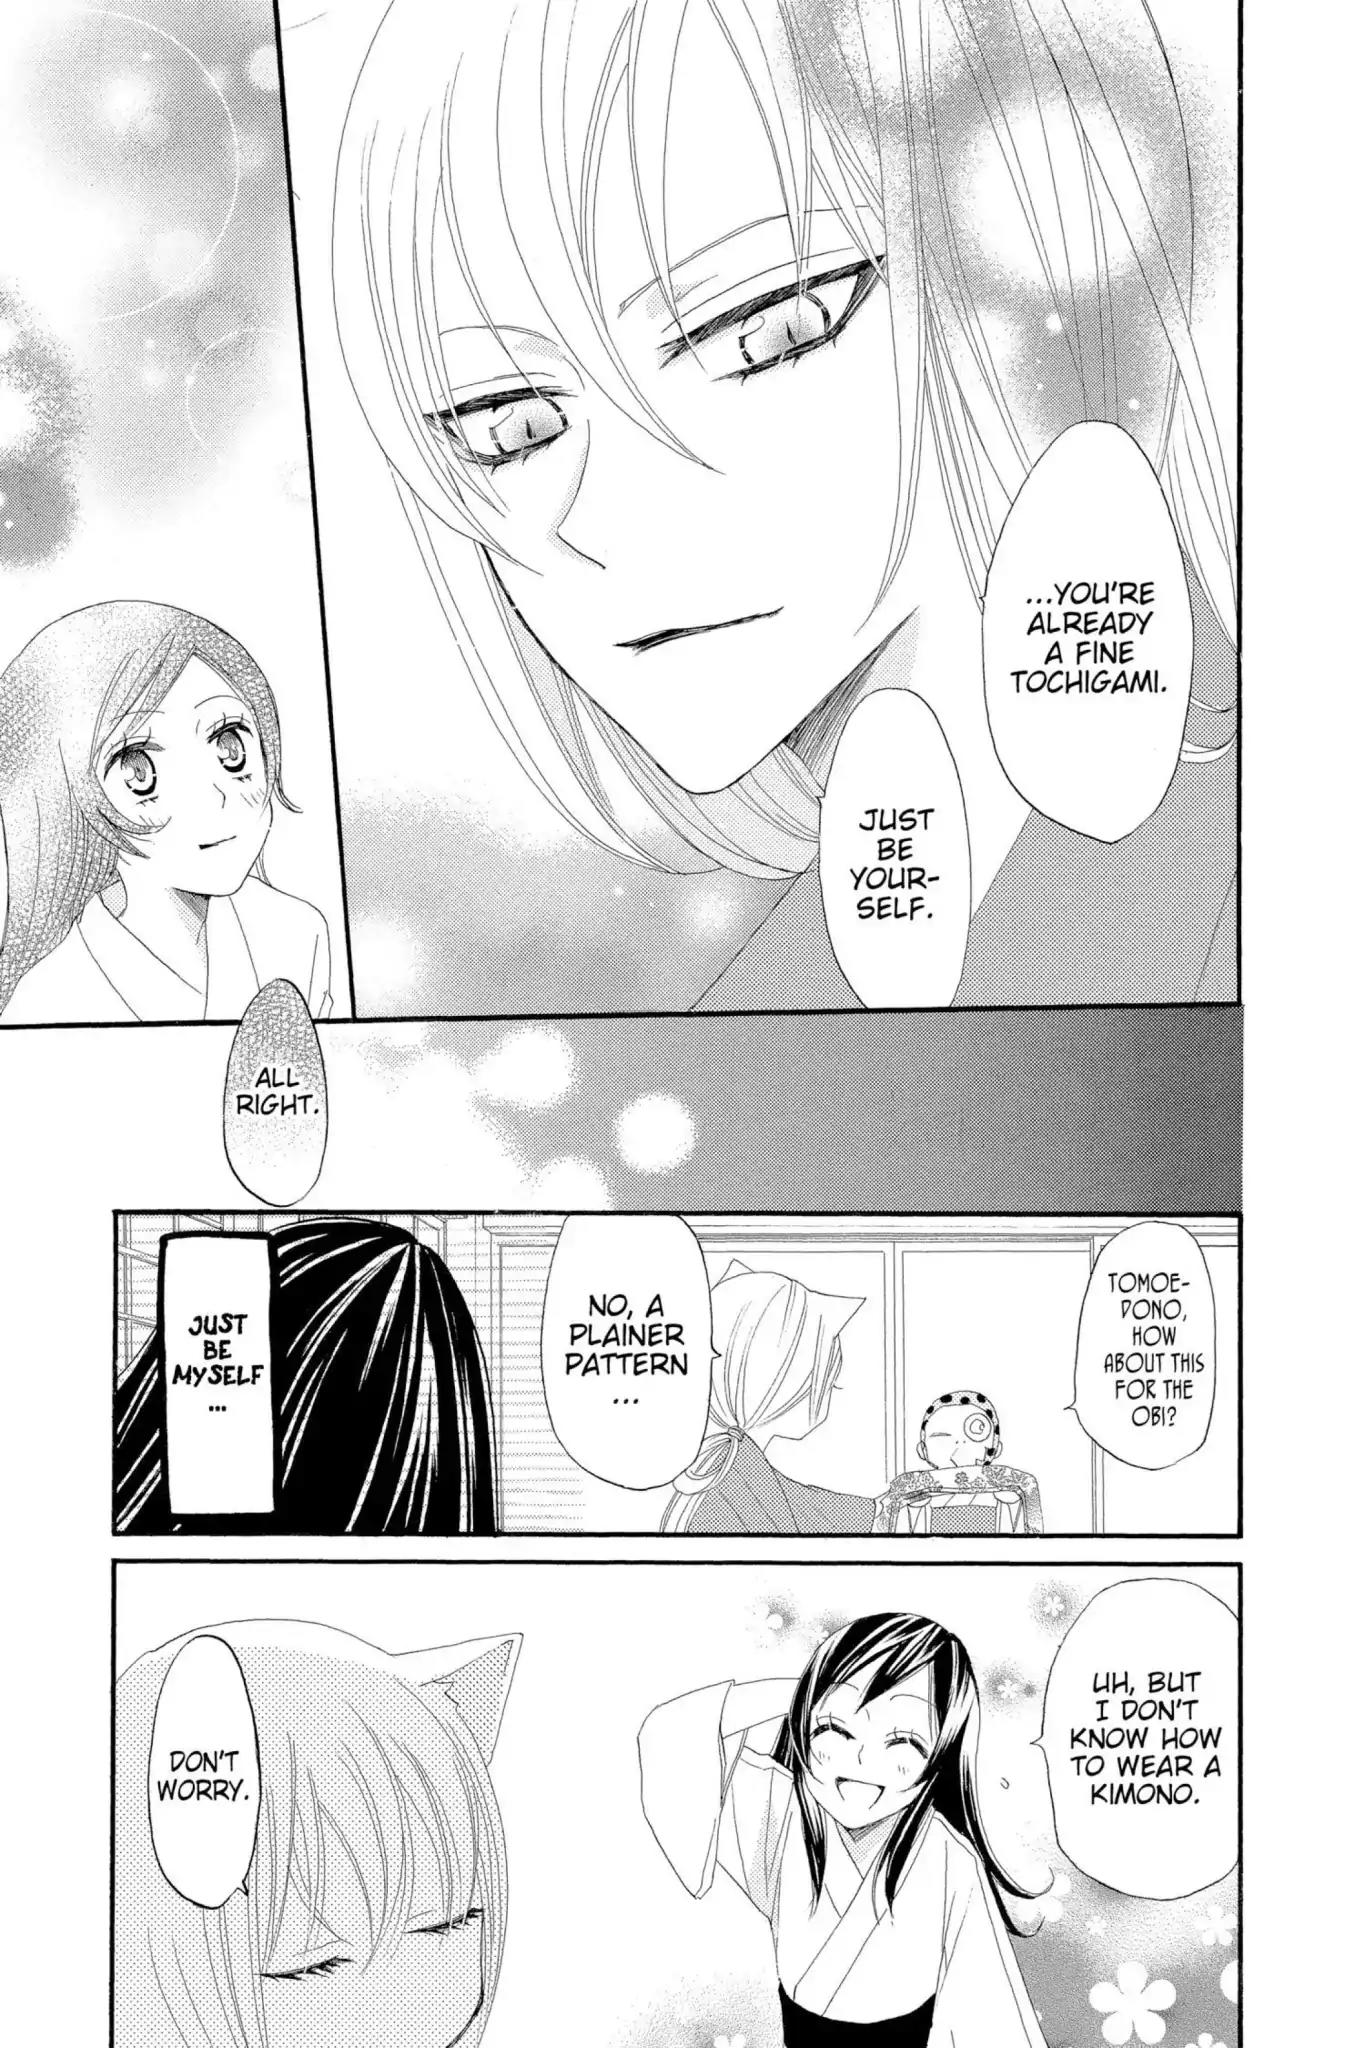 ...YOU'RE
ALREADY
A FINE
TOCHIGAMI.
JUST
BE
YOUR-
SELF.
ALL
RIGHT.
TOMOE-
DONO,
HOW
ABOUT THIS
FOR THE
OBI?
NO, A
PLAINER
PATTERN
...
JUST
BE
MYSELF
...
UH, BUT
I DON'T
KNOW HOW
TO WEAR A
KIMONO.
DON'T
WORRY.